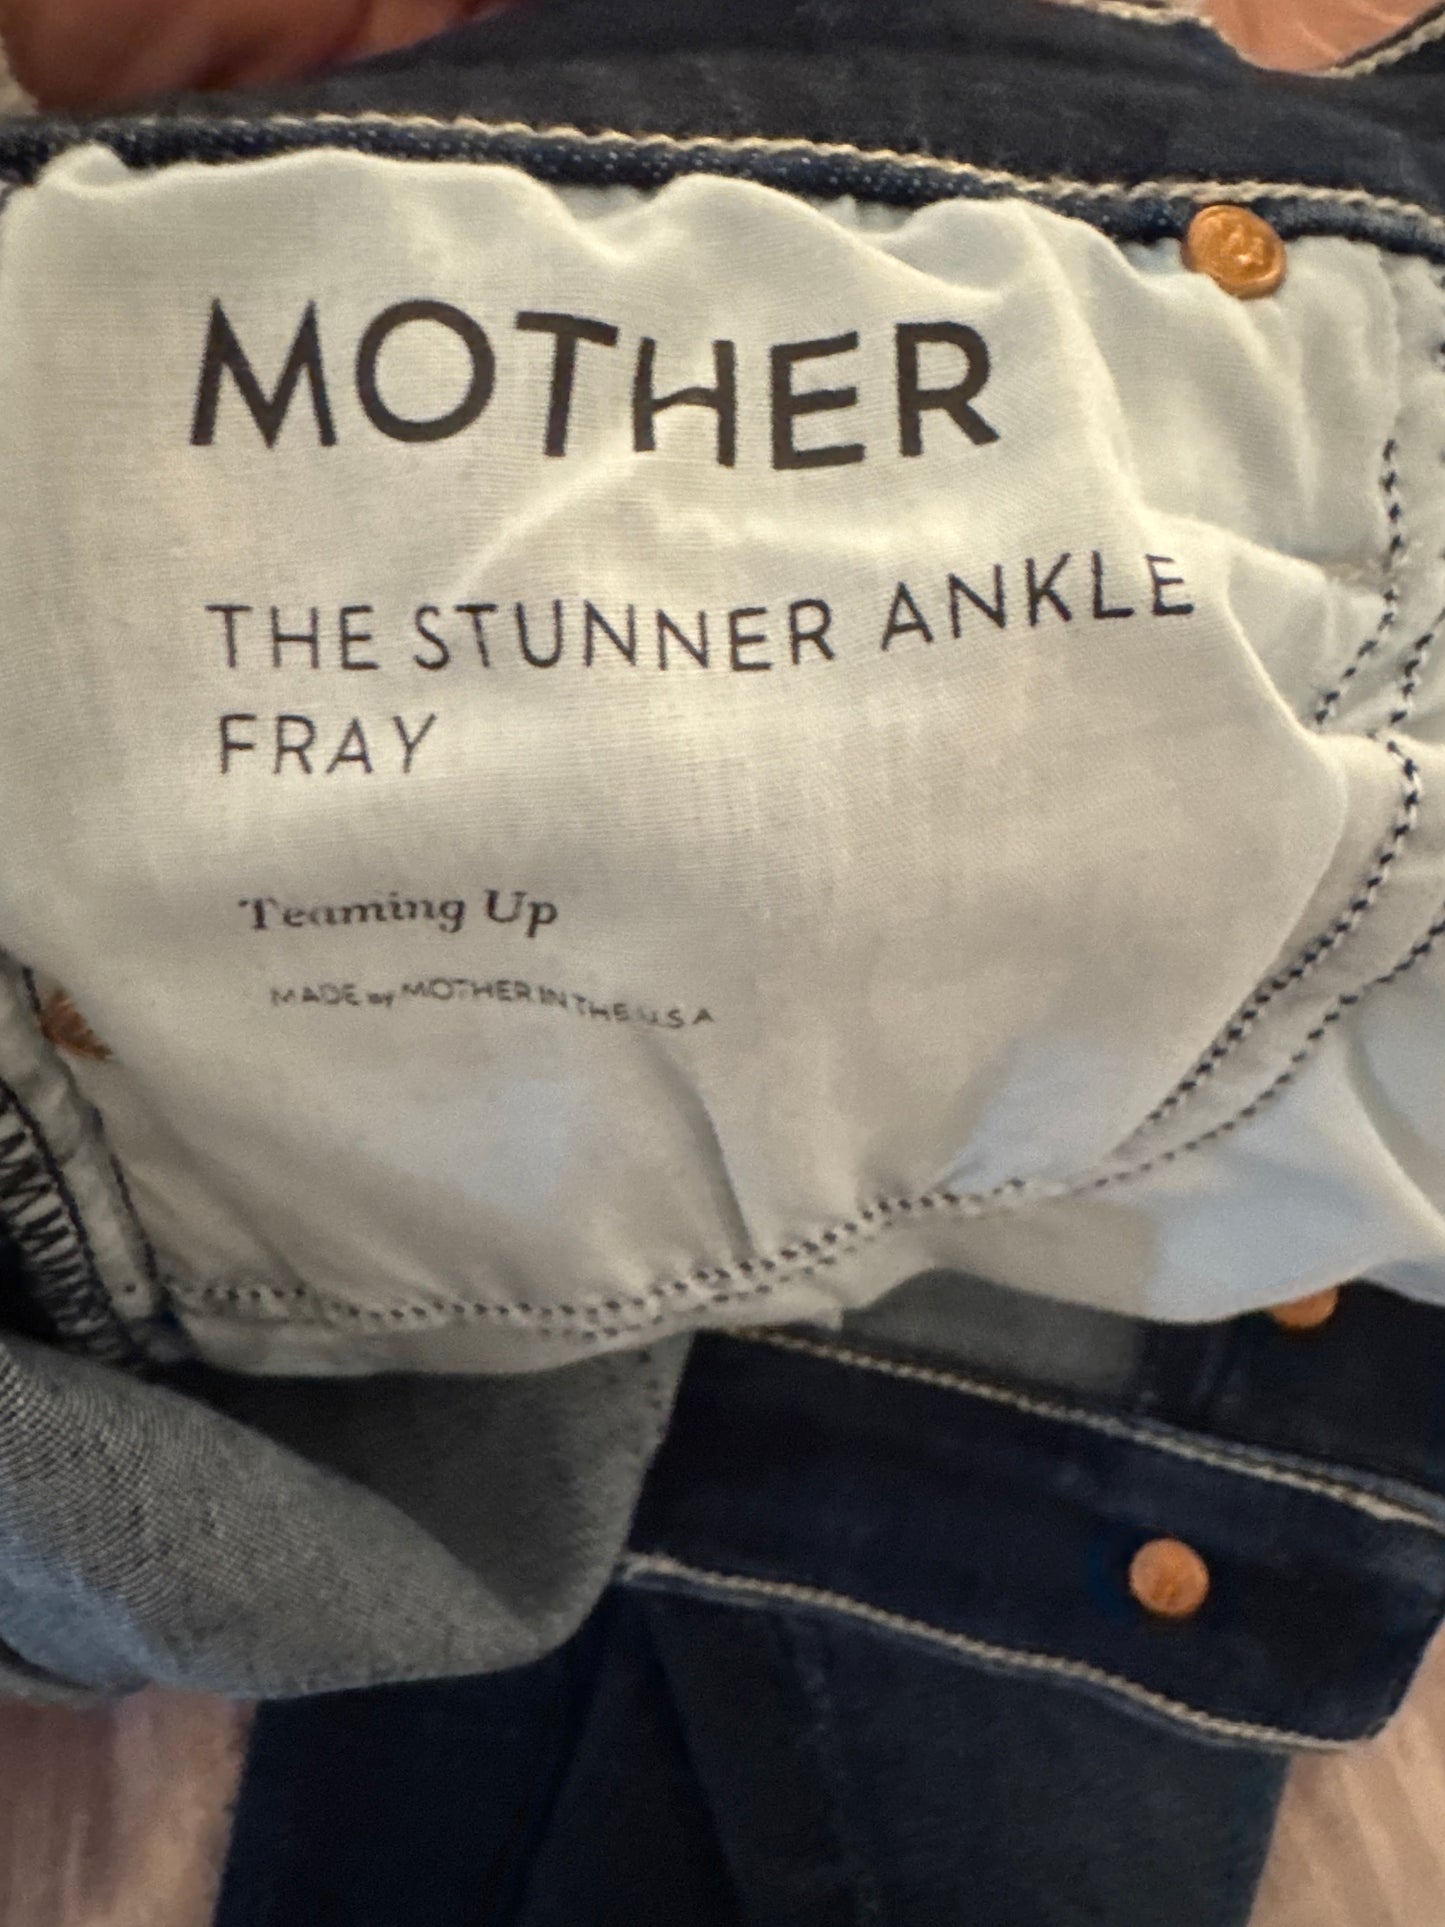 MOTHER
THE STUNNER ANKLE
FRAY
Teaming Up
MADE by MOTHER IN THE U.S.A